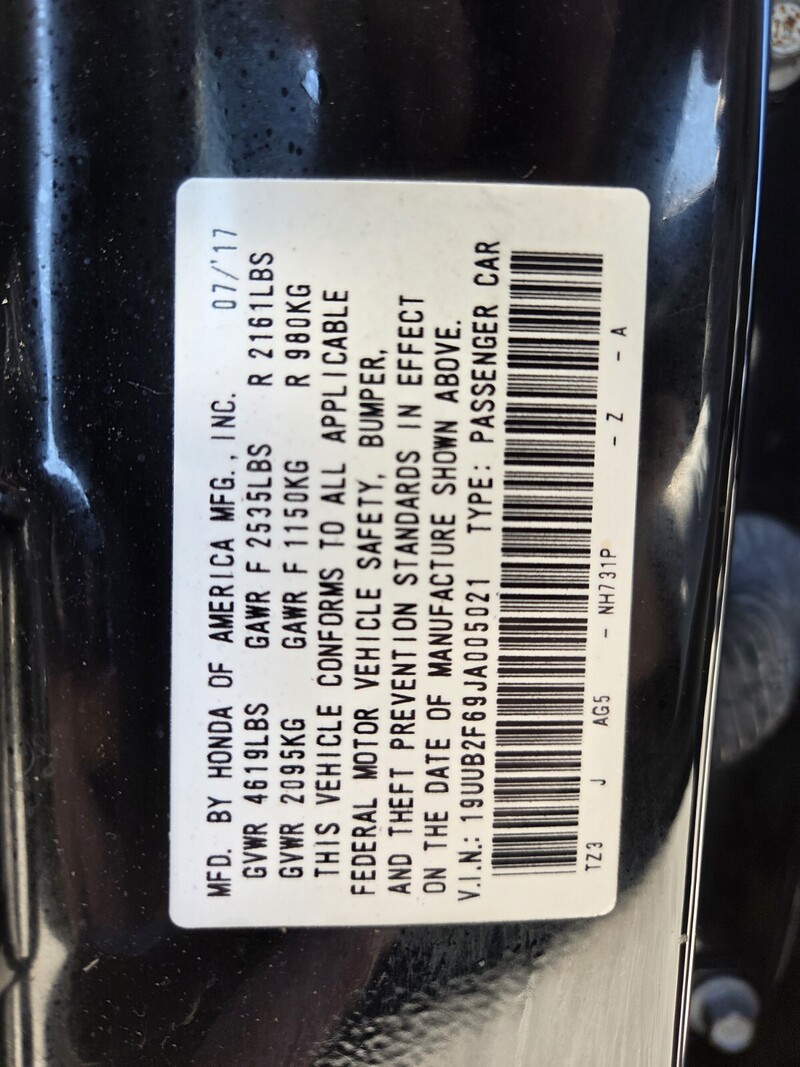 MFD. BY HONDA OF AMERICA MFG., INC. 07/'17
GVWR 4619LBS GAWR F 2535LBS R 2161LBS
GVWR 2095KG GAWR F 1150KG R 980KG
THIS VEHICLE CONFORMS TO ALL APPLICABLE
FEDERAL MOTOR VEHICLE SAFETY, BUMPER,
AND THEFT PREVENTION STANDARDS IN EFFECT
ON THE DATE OF MANUFACTURE SHOWN ABOVE.
V.I.N.: 19UUB2F69JA005021 TYPE: PASSENGER CAR
TZ3 J AG5 - NH731P - Z - A